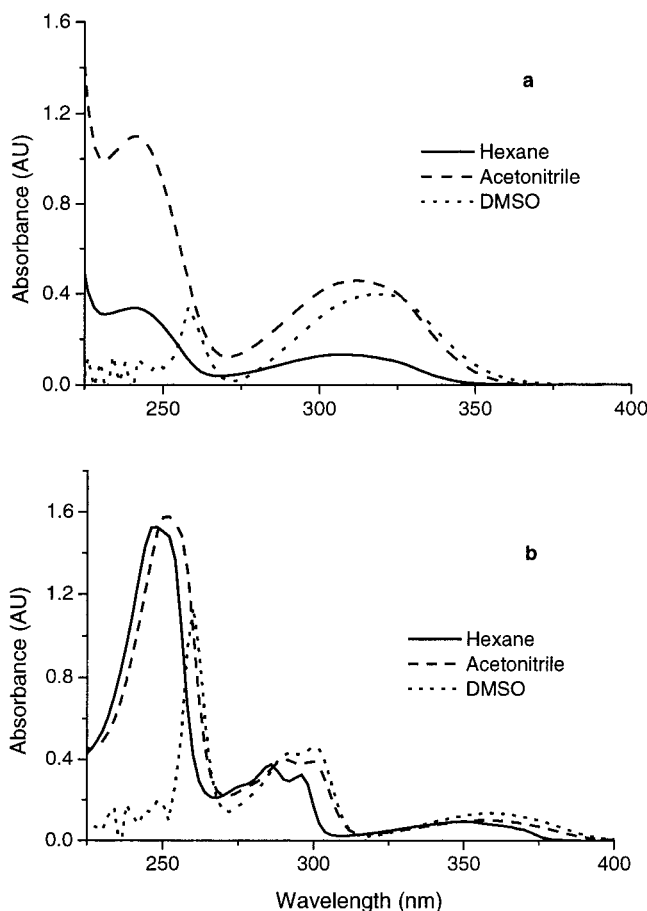 1.6
a
1.2
Hexane
Acetonitrile
DMSO
0.8
0.4
0.0
Absorbance (AU)
250
300
350
400
b
1.6
1.2
Hexane
Acetonitrile
DMSO
0.8
0.4
0.0
Absorbance (AU)
250
300
350
400
Wavelength (nm)